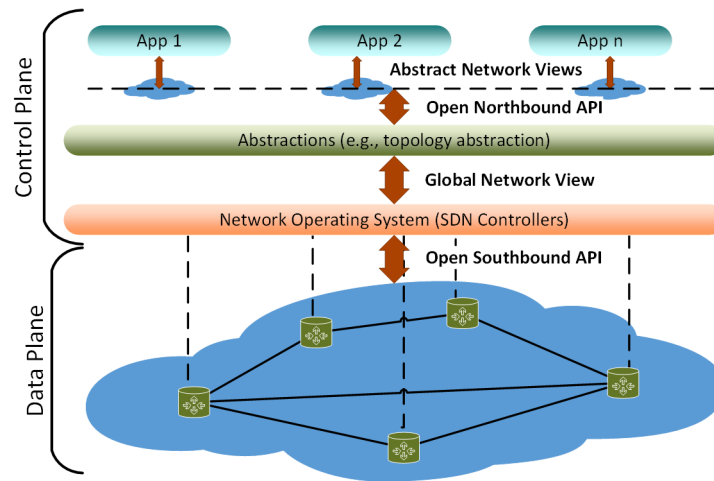 App 1
App 2
App n
Abstract Network Views
Open Northbound API
Abstractions (e.g., topology abstraction)
Global Network View
Network Operating System (SDN Controllers)
Open Southbound API
Control Plane
Data Plane